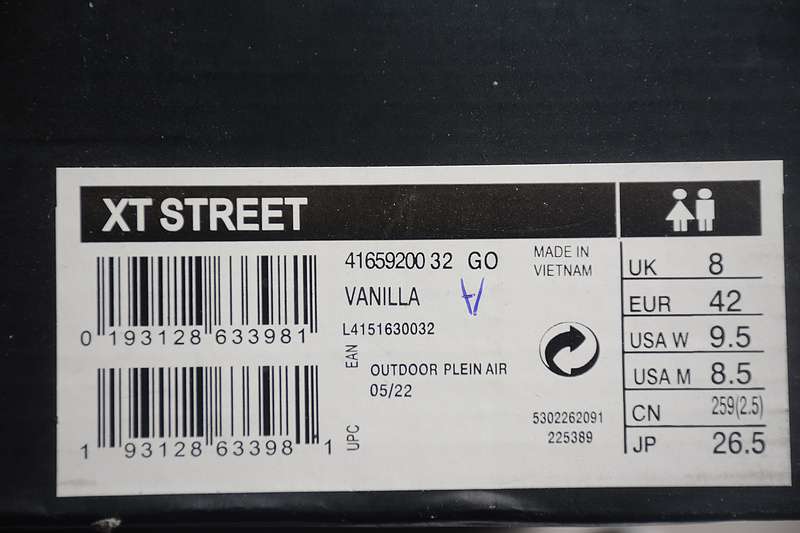 XT STREET
41659200 32 GO
VANILLA
L4151630032
OUTDOOR PLEIN AIR
05/22
EAN
UPC
0 193128 633981
1 93128 63398 1
MADE IN
VIETNAM
5302262091
225389
UK 8
EUR 42
USA W 9.5
USA M 8.5
CN 259(2.5)
JP 26.5